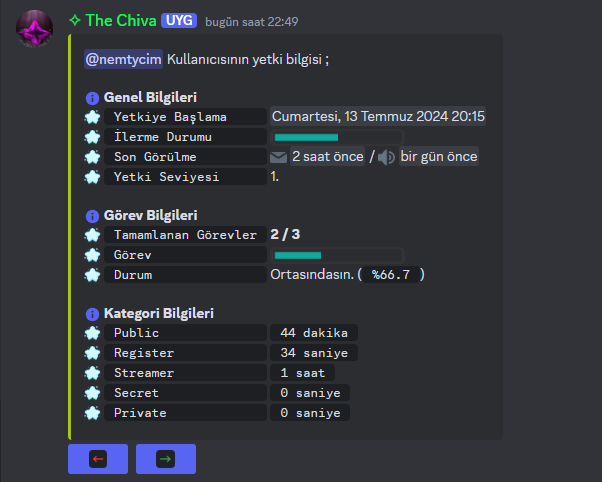 ✧ The Chiva UYG bugün saat 22:49
@nemtycim Kullanıcısının yetki bilgisi ;
Genel Bilgileri
Yetkiye Başlama Cumartesi, 13 Temmuz 2024 20:15
İlerme Durumu
Son Görülme 2 saat önce / bir gün önce
Yetki Seviyesi 1.
Görev Bilgileri
Tamamlanan Görevler 2 / 3
Görev
Durum Ortasındasın. ( %66.7 )
Kategori Bilgileri
Public 44 dakika
Register 34 saniye
Streamer 1 saat
Secret 0 saniye
Private 0 saniye
← →